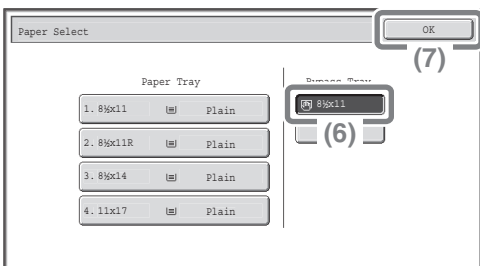 Paper Select
OK
(7)
Paper Tray
Bypass Tray
1. 8½x11 Plain
8½x11
(6)
2. 8½x11R Plain
3. 8½x14 Plain
4. 11x17 Plain